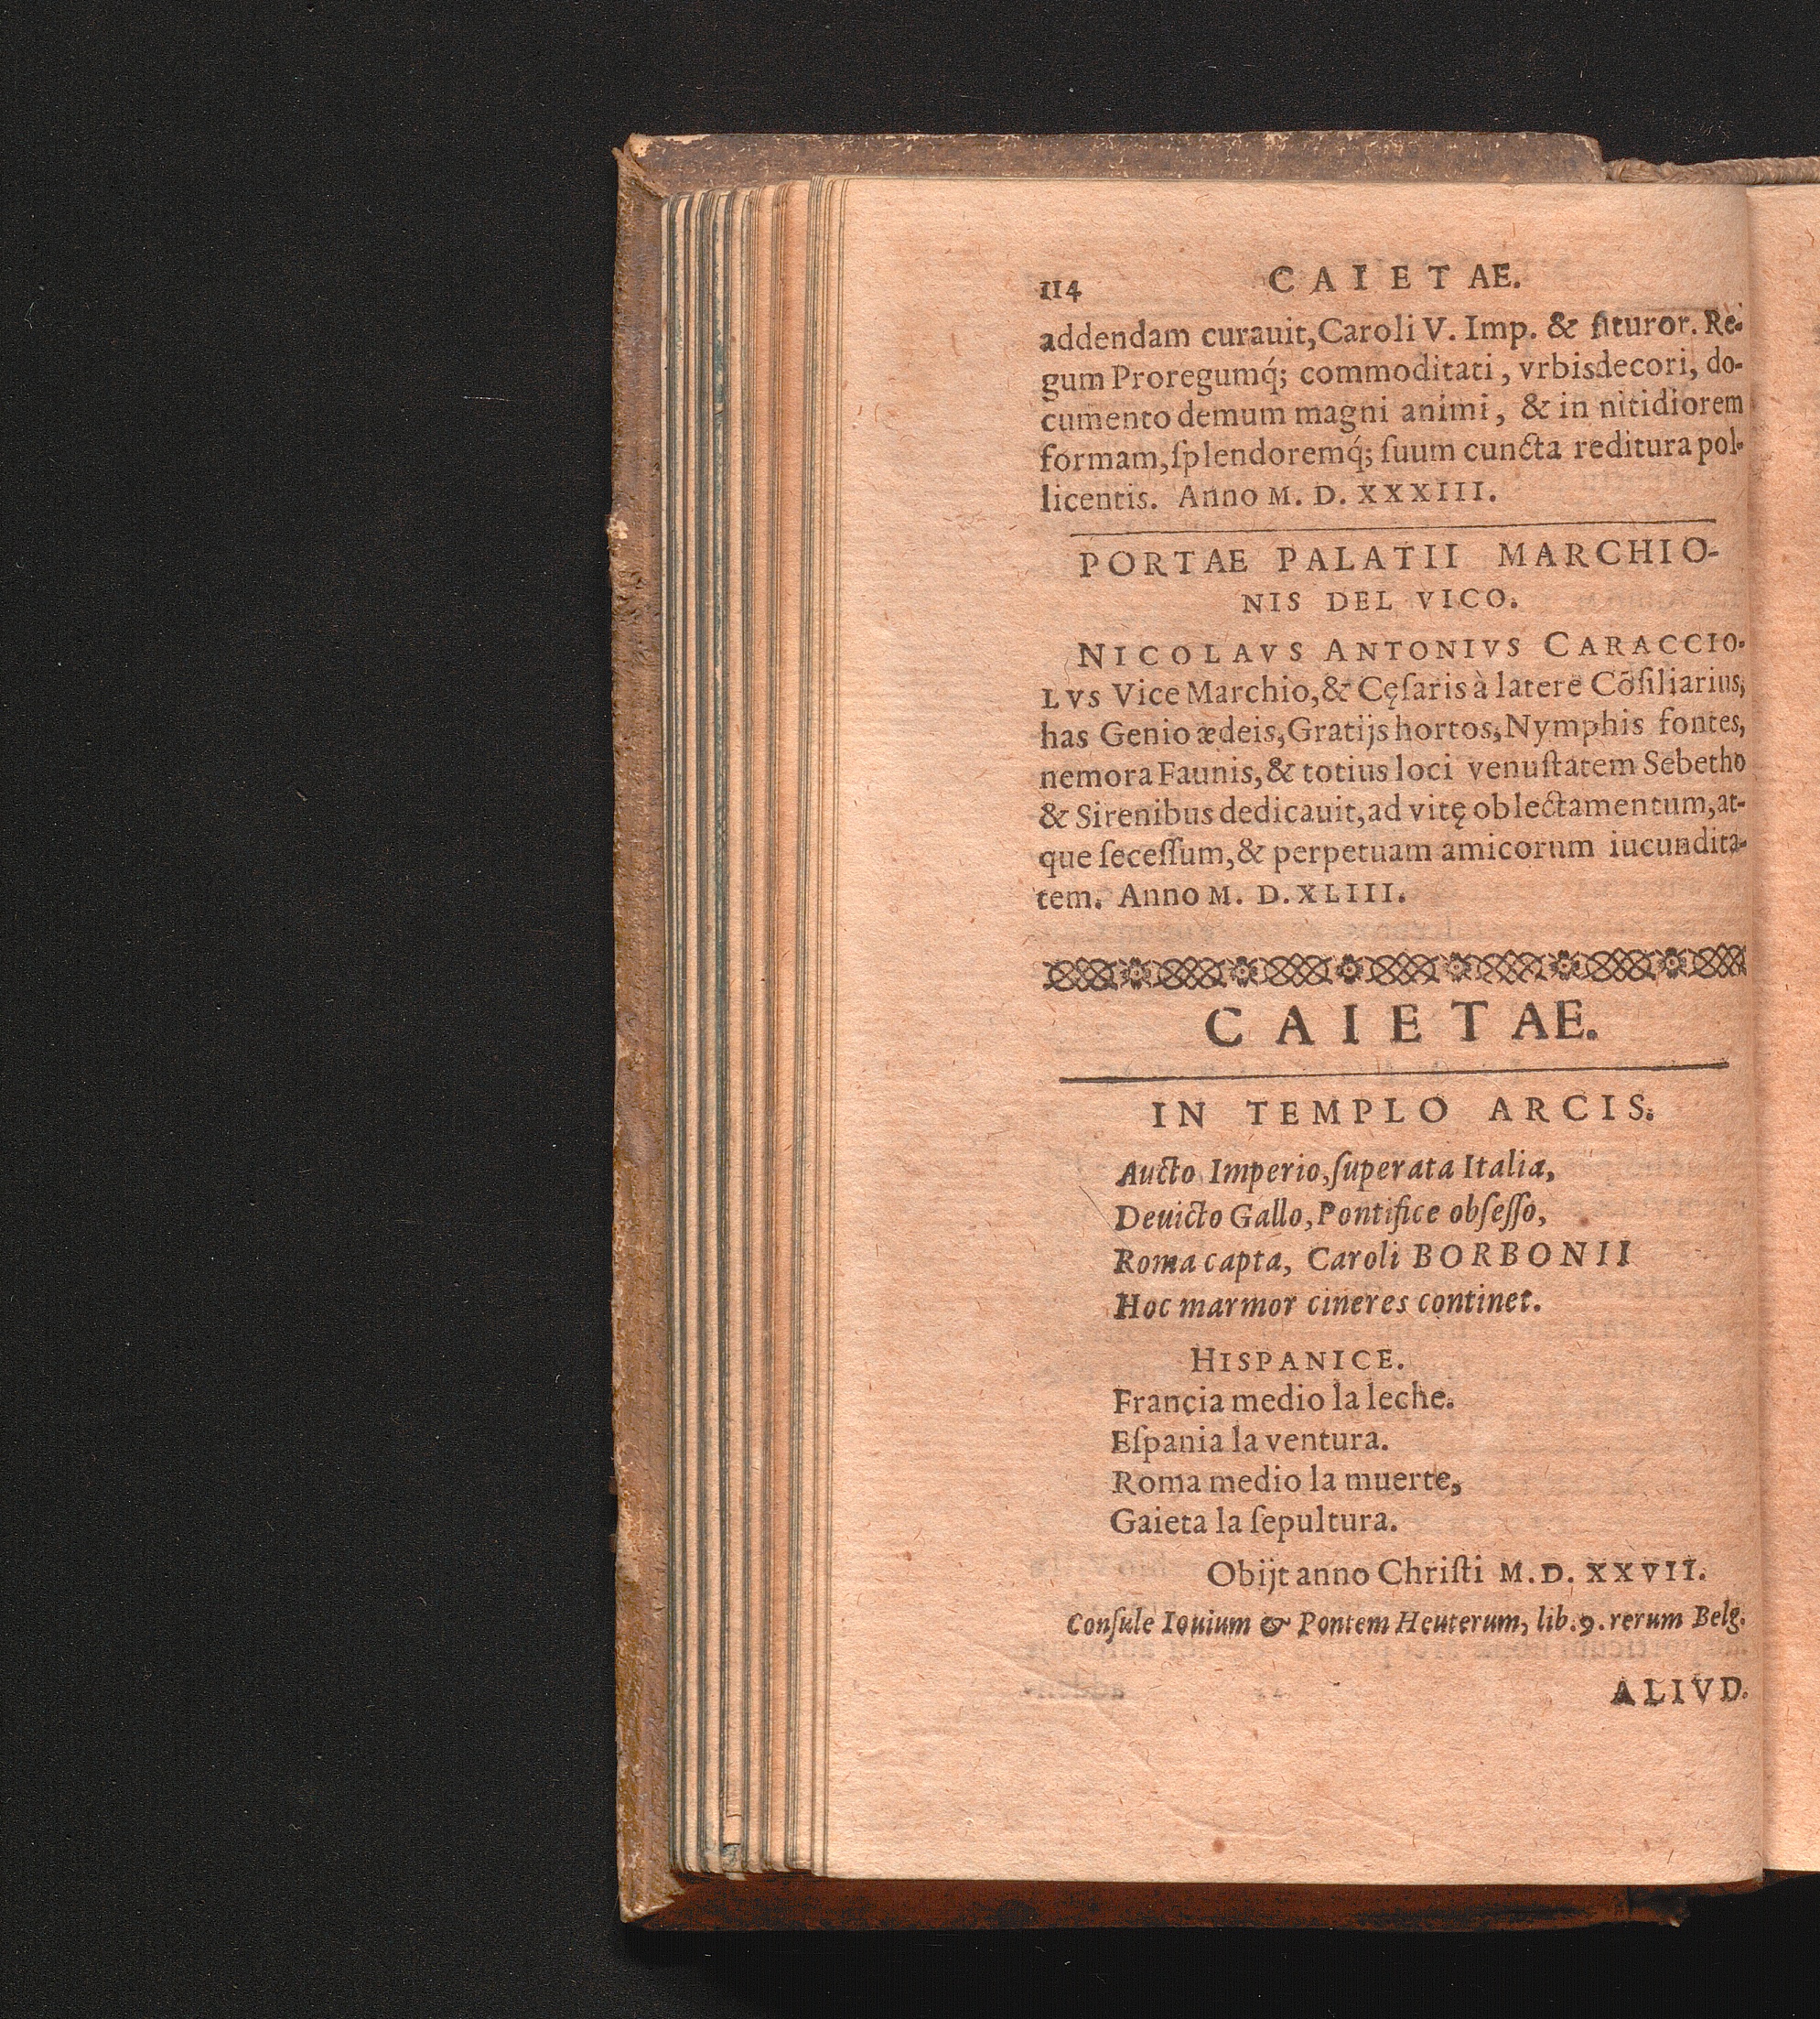 114 CAIETAE.
addendam curauit, Caroli V. Imp. & fituror. Re-
gum Proregumq́; commoditati, vrbisdecori, do-
cumento demum magni animi, & in nitidiorem
formam, ſplendoremq́; ſuum cuncta reditura pol-
licentis. Anno M. D. XXXIII.
PORTAE PALATII MARCHIO-
NIS DEL VICO.
NICOLAVS ANTONIVS CARACCIO-
LVS Vice Marchio, & Cęſaris à latere Cõſiliarius,
has Genio ædeis, Gratijs hortos, Nymphis fontes,
nemora Faunis, & totius loci venuſtatem Sebetho
& Sirenibus dedicauit, ad vitę oblectamentum, at-
que ſeceſſum, & perpetuam amicorum iucundita-
tem. Anno M. D. XLIII.
CAIETAE.
IN TEMPLO ARCIS.
Aucto Imperio, ſuperata Italia,
Deuicto Gallo, Pontifice obſeſſo,
Roma capta, Caroli BORBONII
Hoc marmor cineres continet.
HISPANICE.
Françia medio la leche.
Eſpania la ventura.
Roma medio la muerte,
Gaieta la ſepultura.
Obijt anno Chriſti M.D. XXVII.
Conſule Iouium & Pontem Heuterum, lib.9. rerum Belg.
ALIVD.